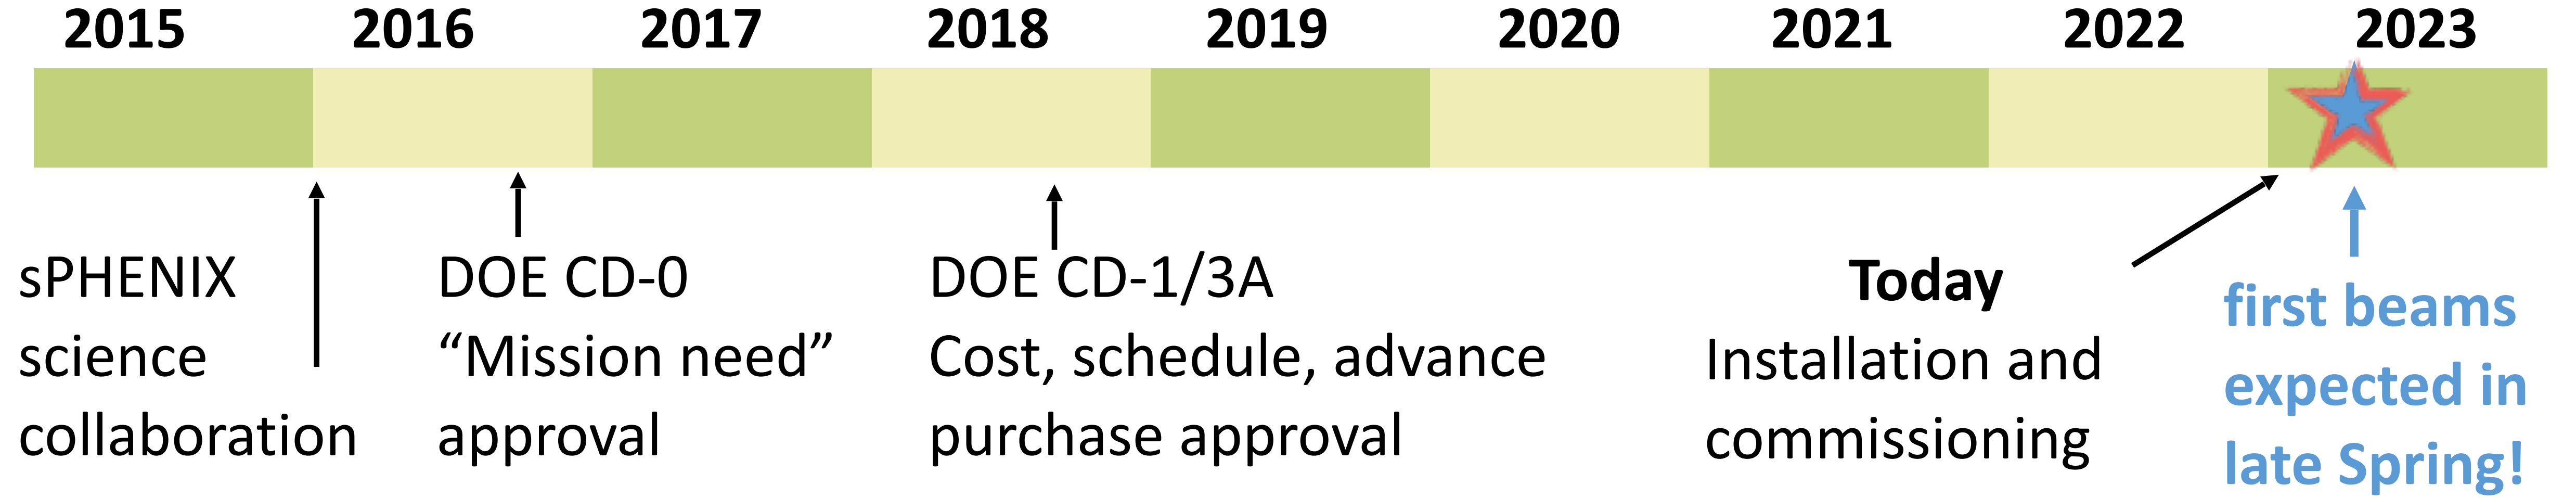 2015 2016 2017 2018 2019 2020 2021 2022 2023
sPHENIX
science
collaboration
DOE CD-0
“Mission need”
approval
DOE CD-1/3A
Cost, schedule, advance
purchase approval
Today
Installation and
commissioning
first beams
expected in
late Spring!